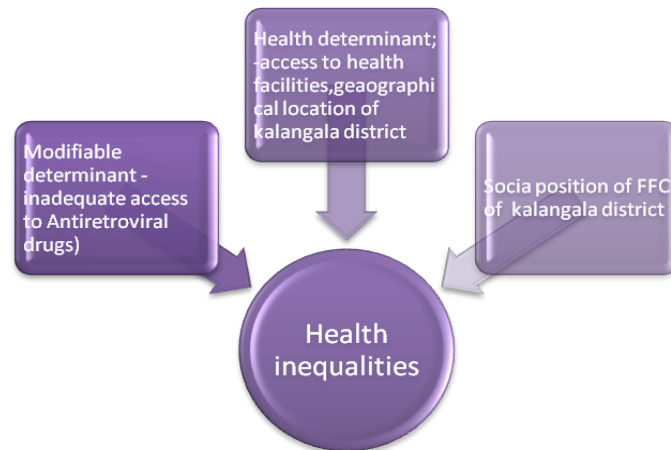 Health determinant;
-access to health
facilities,geaographi
cal location of
kalangala district
Modifiable
determinant -
inadequate access
to Antiretroviral
drugs)
Socia position of FFC
of kalangala district
Health
inequalities